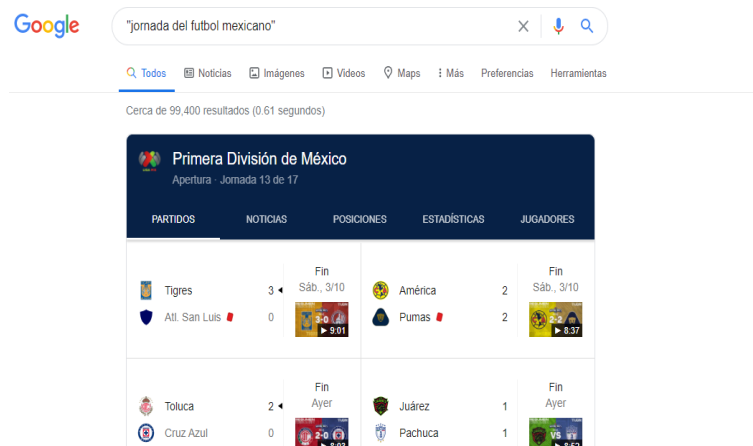 Google
"jornada del futbol mexicano"
Todos Noticias Imágenes Videos Maps Más Preferencias Herramientas
Cerca de 99,400 resultados (0.61 segundos)
Primera División de México
Apertura · Jornada 13 de 17
PARTIDOS NOTICIAS POSICIONES ESTADÍSTICAS JUGADORES
Fin
Sáb., 3/10
Tigres 3
Atl. San Luis 0
3-0
9:01
Fin
Sáb., 3/10
América 2
Pumas 2
2-2
8:37
Fin
Ayer
Toluca 2
Cruz Azul 0
2-0
8:03
Fin
Ayer
Juárez 1
Pachuca 1
VS
8:52